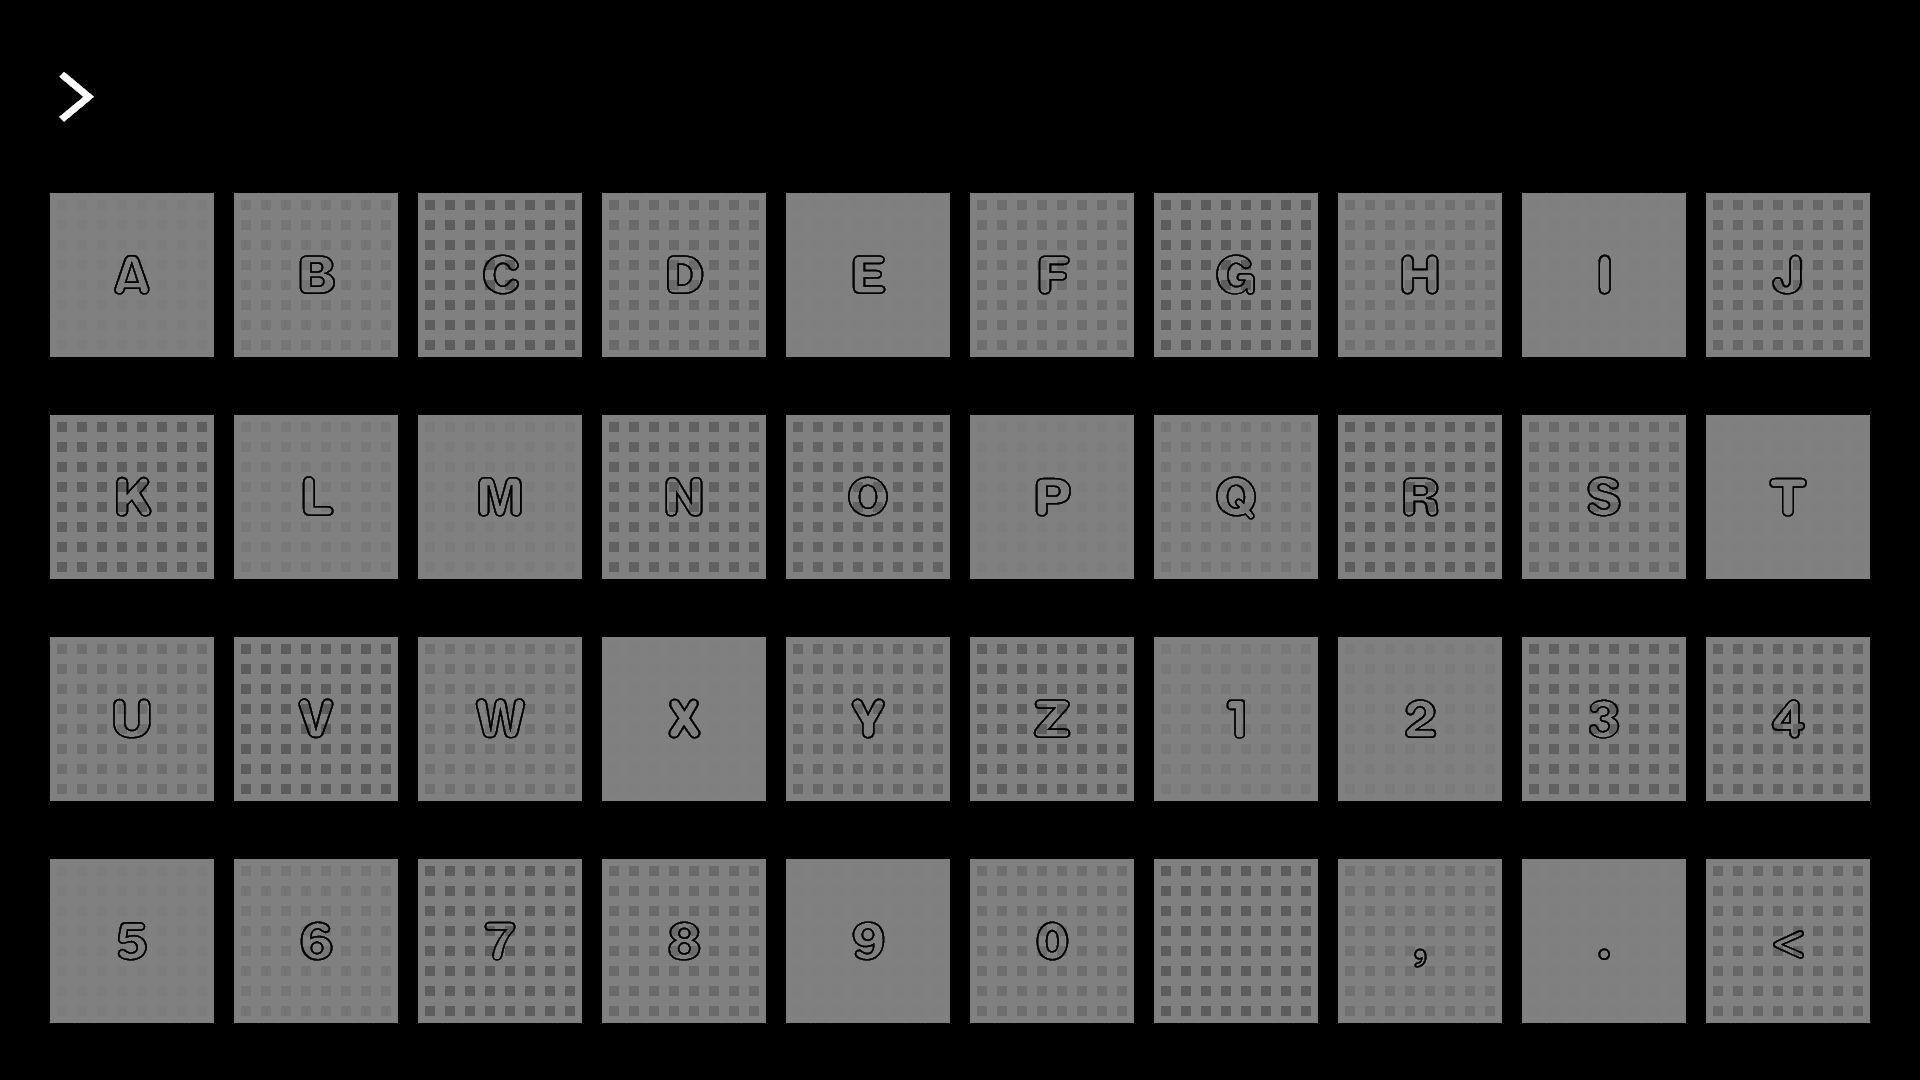 >
A B C D E F G H I J
K L M N O P Q R S T
U V W X Y Z 1 2 3 4
5 6 7 8 9 0 , . <